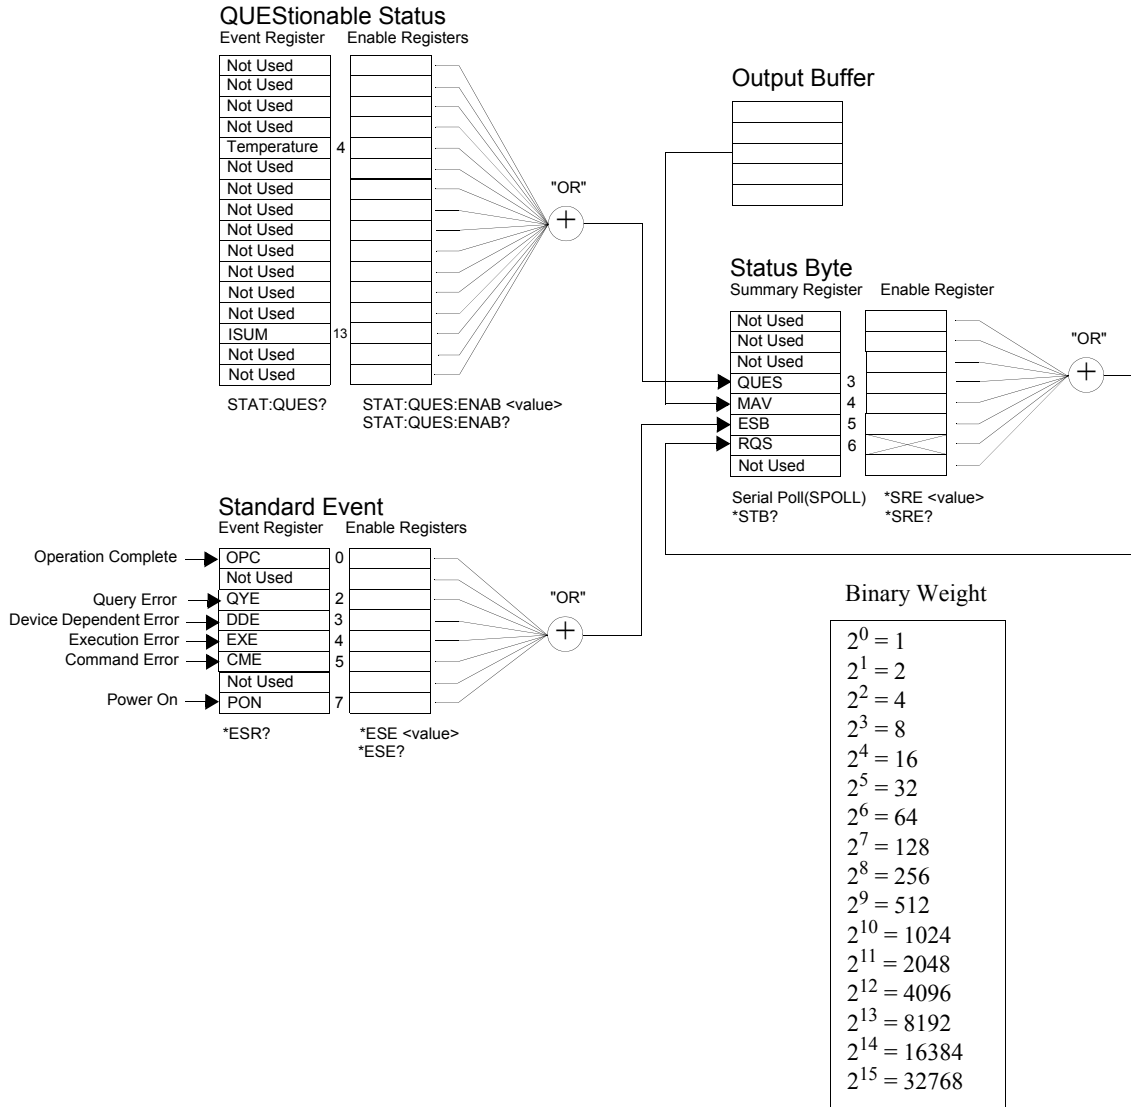 QUEStionable Status
Event Register Enable Registers
Not Used
Not Used
Not Used
Not Used
Temperature 4
Not Used
Not Used
Not Used
Not Used
Not Used
Not Used
Not Used
Not Used
ISUM 13
Not Used
Not Used
STAT:QUES? STAT:QUES:ENAB <value>
STAT:QUES:ENAB?
"OR"
+
Output Buffer
Status Byte
Summary Register Enable Register
Not Used
Not Used
Not Used
QUES 3
MAV 4
ESB 5
RQS 6
Not Used
Serial Poll(SPOLL) *SRE <value>
*STB? *SRE?
"OR"
+
Standard Event
Event Register Enable Registers
Operation Complete OPC 0
Not Used
Query Error QYE 2
Device Dependent Error DDE 3
Execution Error EXE 4
Command Error CME 5
Not Used
Power On PON 7
*ESR? *ESE <value>
*ESE?
"OR"
+
Binary Weight
2^0 = 1
2^1 = 2
2^2 = 4
2^3 = 8
2^4 = 16
2^5 = 32
2^6 = 64
2^7 = 128
2^8 = 256
2^9 = 512
2^10 = 1024
2^11 = 2048
2^12 = 4096
2^13 = 8192
2^14 = 16384
2^15 = 32768